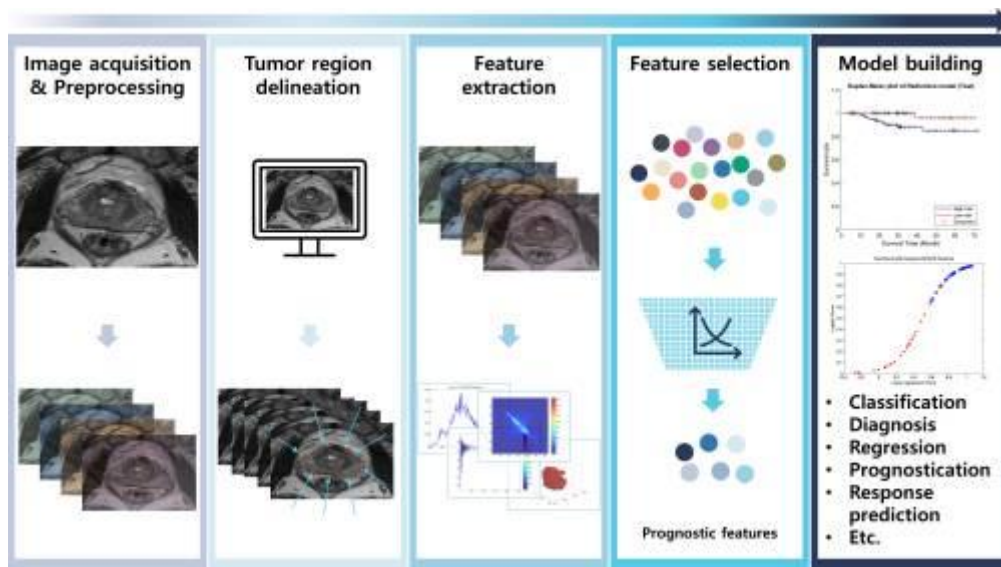 Image acquisition
& Preprocessing
Tumor region
delineation
Feature
extraction
Feature selection
Prognostic features
Model building
• Classification
• Diagnosis
• Regression
• Prognostication
• Response
prediction
• Etc.